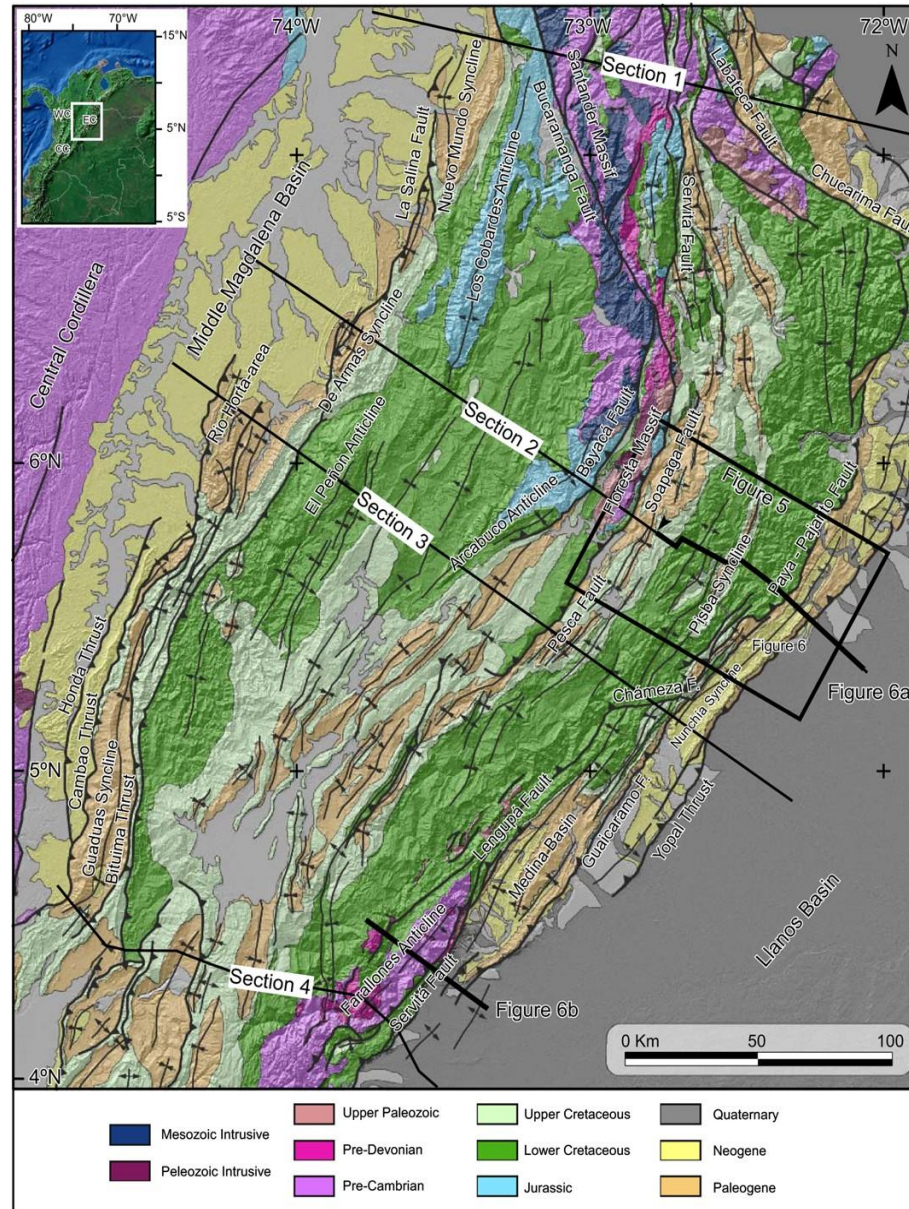 80°W
70°W
15°N
5°N
5°S
WC
EC
CC
74°W
73°W
72°W
N
Section 1
Labateca Fault
Santander Massif
Bucaramanga Fault
Nuevo Mundo Syncline
La Salina Fault
Los Cobardes Anticline
Servita Fault
Chucarima Fau
Middle Magdalena Basin
Central Cordillera
De Armas Syncline
Rio Horta-area
6ºN
El Peñon Anticline
Section 2
Boyaca Fault
Floresta Massif
Soapaga Fault
Figure 5
Section 3
Arcabuco Anticline
Paya - Pajarito Fault
Pisba Syncline
Pesca Fault
Figure 6
Figure 6a
Honda Thrust
Cambao Thrust
Guaduas Syncline
Bituima Thrust
Chámeza F.
Nunchia Syncline
5ºN
Lengupá Fault
Medina Basin
Guaicaramo F.
Yopal Thrust
Llanos Basin
Section 4
Farallones Anticline
Servitá Fault
Figure 6b
4ºN
0 Km 50 100
Mesozoic Intrusive
Peleozoic Intrusive
Upper Paleozoic
Pre-Devonian
Pre-Cambrian
Upper Cretaceous
Lower Cretaceous
Jurassic
Quaternary
Neogene
Paleogene